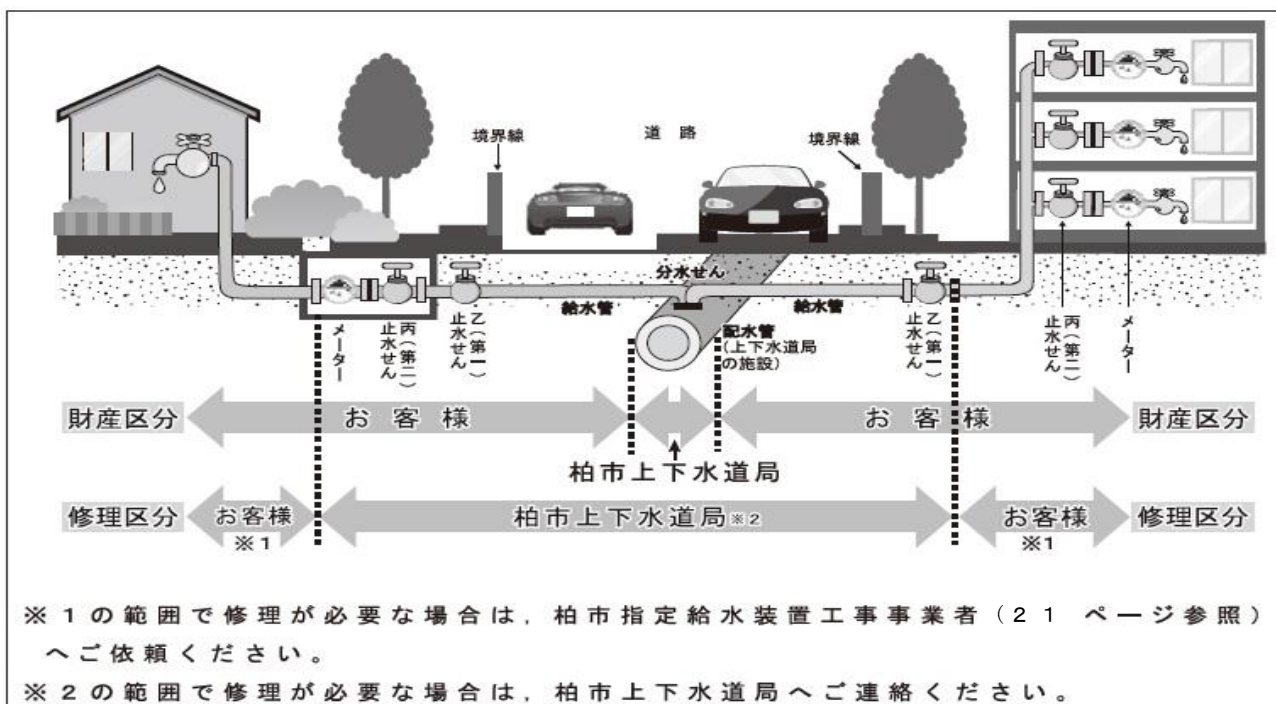 境界線
道路
境界線
分水せん
給水管
給水管
配水管
(上下水道局
の施設)
メーター
丙(第二)
止水せん
乙(第一)
止水せん
乙(第一)
止水せん
丙(第二)
止水せん
メーター
財産区分
お客様
お客様
財産区分
柏市上下水道局
修理区分
お客様
※1
柏市上下水道局※2
お客様
※1
修理区分
※1の範囲で修理が必要な場合は,柏市指定給水装置工事事業者(21 ページ参照)
へご依頼ください。
※2の範囲で修理が必要な場合は,柏市上下水道局へご連絡ください。